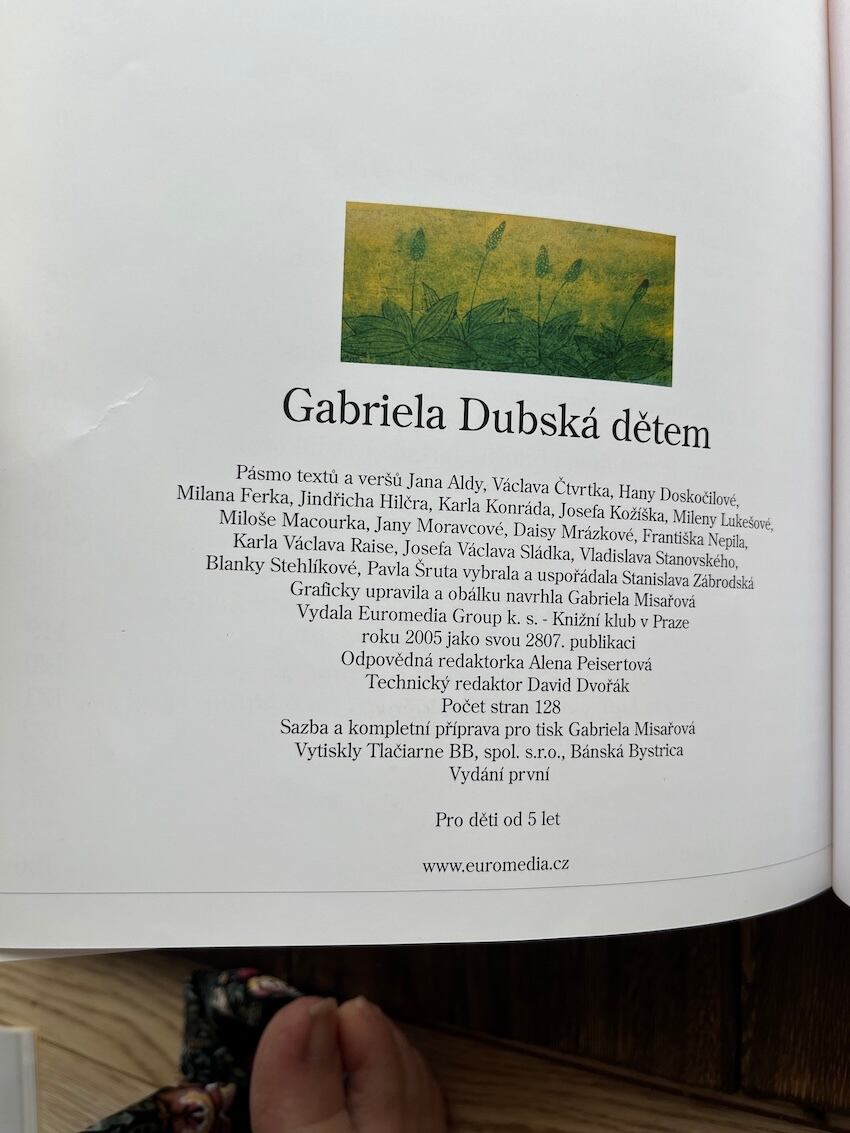 Gabriela Dubská dětem
Pásmo textů a veršů Jana Aldy, Václava Čtvrtka, Hany Doskočilové,
Milana Ferka, Jindřicha Hilčra, Karla Konráda, Josefa Kožíška, Mileny Lukešové,
Miloše Macourka, Jany Moravcové, Daisy Mrázkové, Františka Nepila,
Karla Václava Raise, Josefa Václava Sládka, Vladislava Stanovského,
Blanky Stehlíkové, Pavla Šruta vybrala a uspořádala Stanislava Zábrodská
Graficky upravila a obálku navrhla Gabriela Misařová
Vydala Euromedia Group k. s. - Knižní klub v Praze
roku 2005 jako svou 2807. publikaci
Odpovědná redaktorka Alena Peisertová
Technický redaktor David Dvořák
Počet stran 128
Sazba a kompletní příprava pro tisk Gabriela Misařová
Vytiskly Tlačiarne BB, spol. s.r.o., Bánská Bystrica
Vydání první
Pro děti od 5 let
www.euromedia.cz